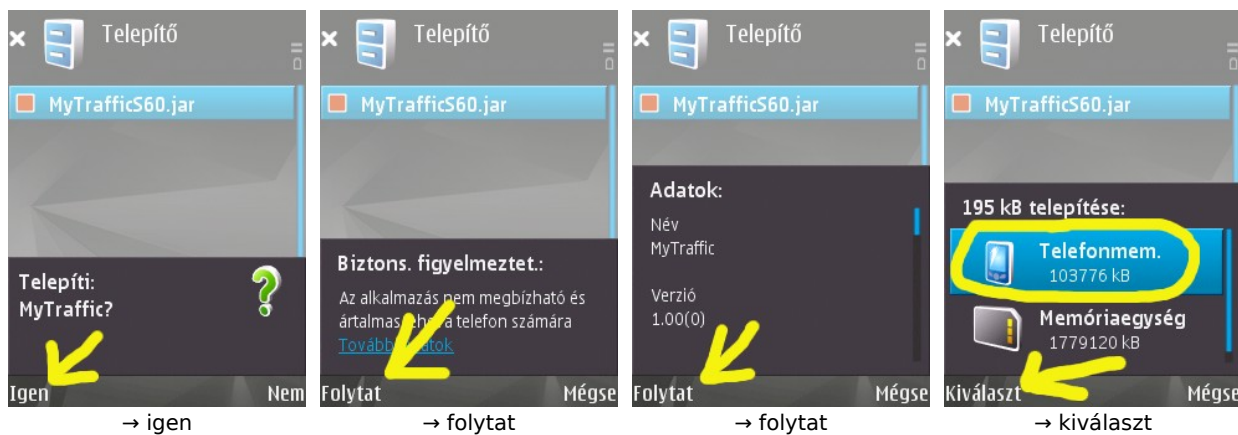 Telepítő
MyTrafficS60.jar
Telepíti:
MyTraffic?
Igen
Nem
→ igen
Telepítő
MyTrafficS60.jar
Biztons. figyelmeztet.:
Az alkalmazás nem megbízható és
a telefon számára
Folytat
Mégse
→ folytat
Telepítő
MyTrafficS60.jar
Adatok:
Név
MyTraffic
Verzió
1.00(0)
Folytat
Mégse
→ folytat
Telepítő
MyTrafficS60.jar
195 kB telepítése:
Telefonmem.
103776 kB
Memóriaegység
1779120 kB
Kiválaszt
Mégse
→ kiválaszt